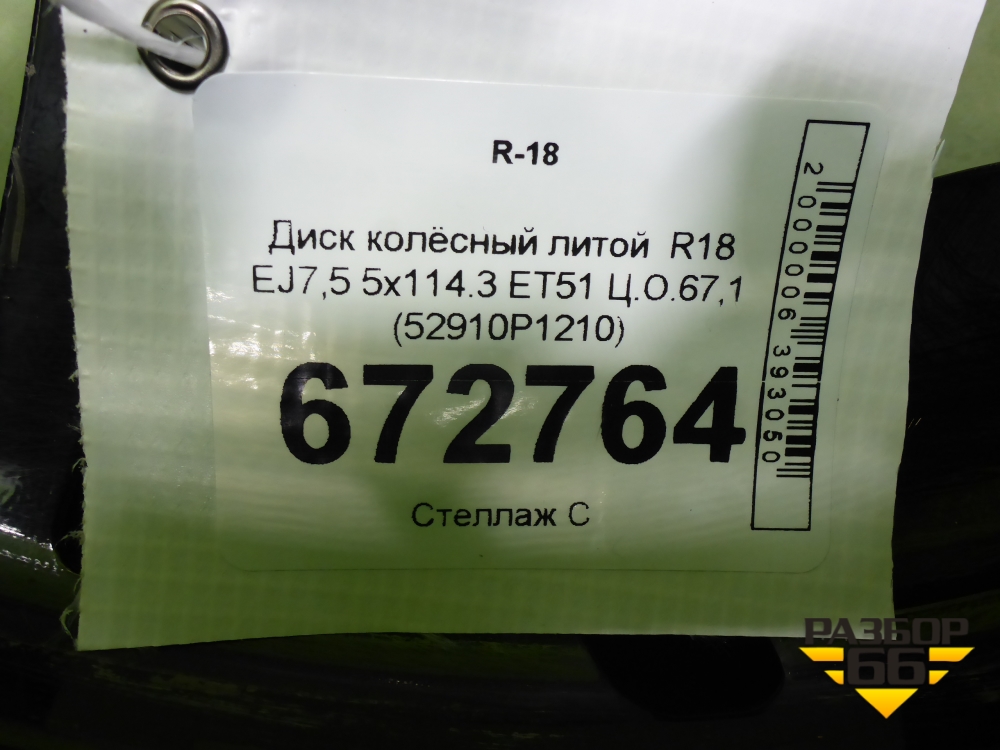 R-18
Диск колёсный литой R18
EJ7,5 5x114.3 ET51 Ц.О.67,1
(52910P1210)
672764
Стеллаж С
2000006393050
РАЗБОР
66